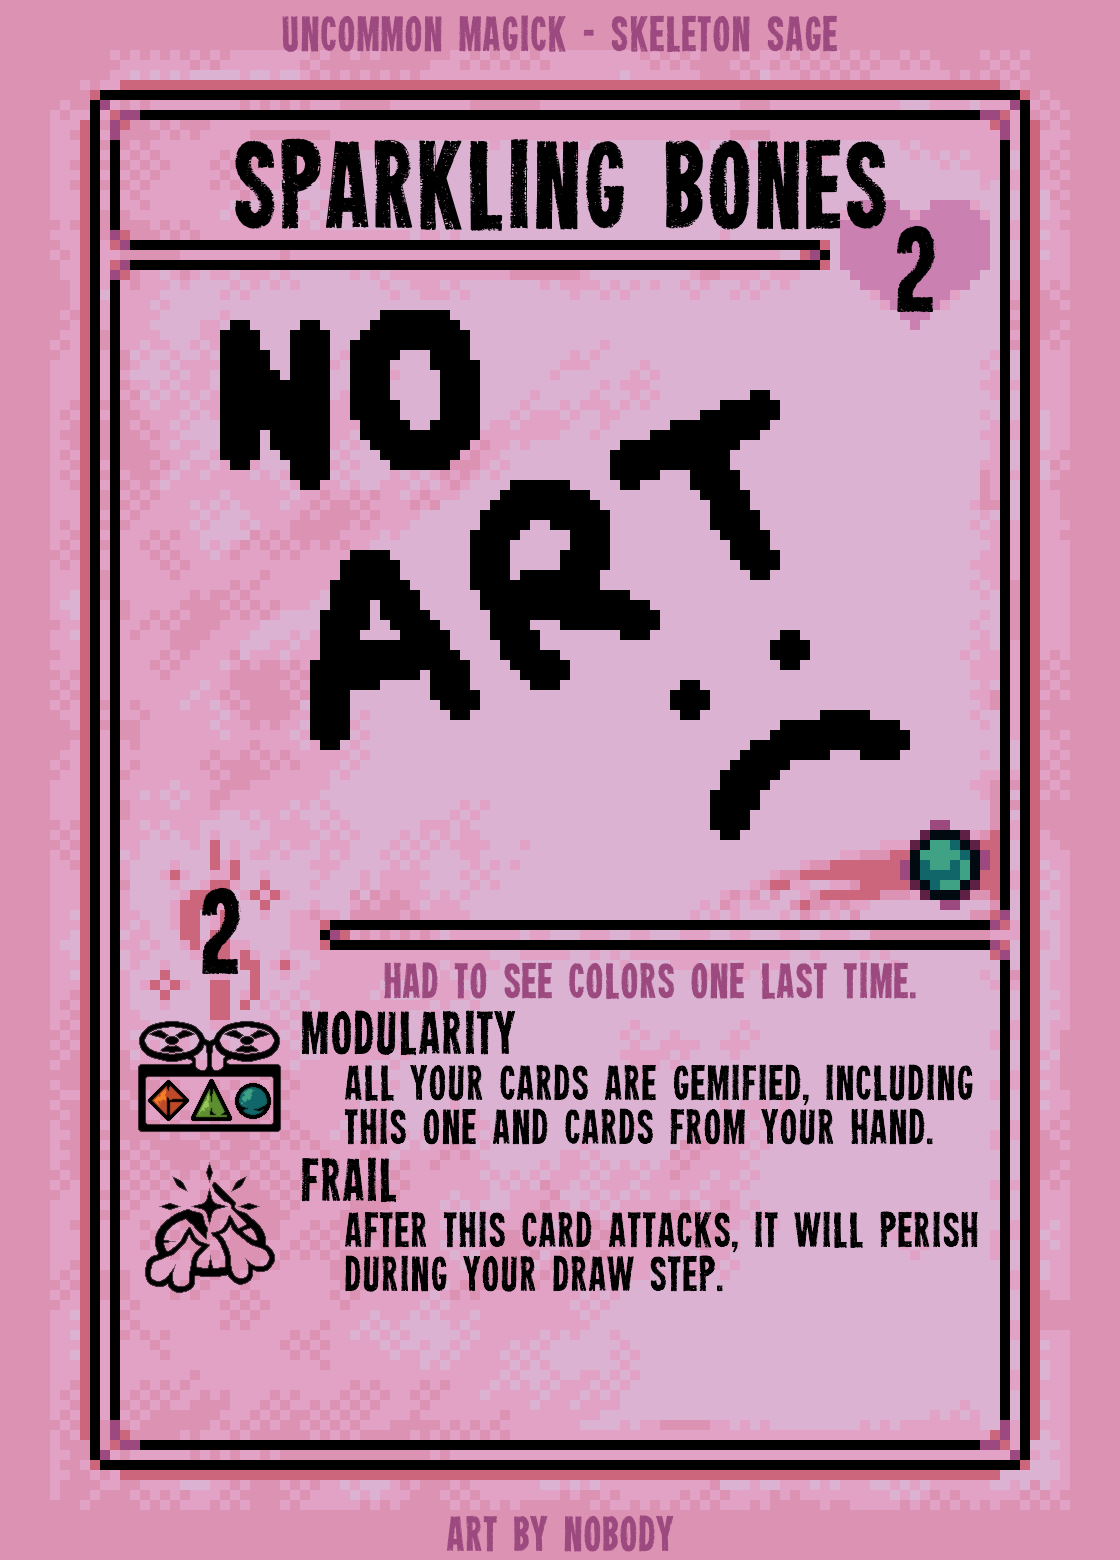 UNCOMMON MAGICK - SKELETON SAGE
SPARKLING BONES
2
NO
ART
2
HAD TO SEE COLORS ONE LAST TIME.
MODULARITY
ALL YOUR CARDS ARE GEMIFIED, INCLUDING
THIS ONE AND CARDS FROM YOUR HAND.
FRAIL
AFTER THIS CARD ATTACKS, IT WILL PERISH
DURING YOUR DRAW STEP.
ART BY NOBODY